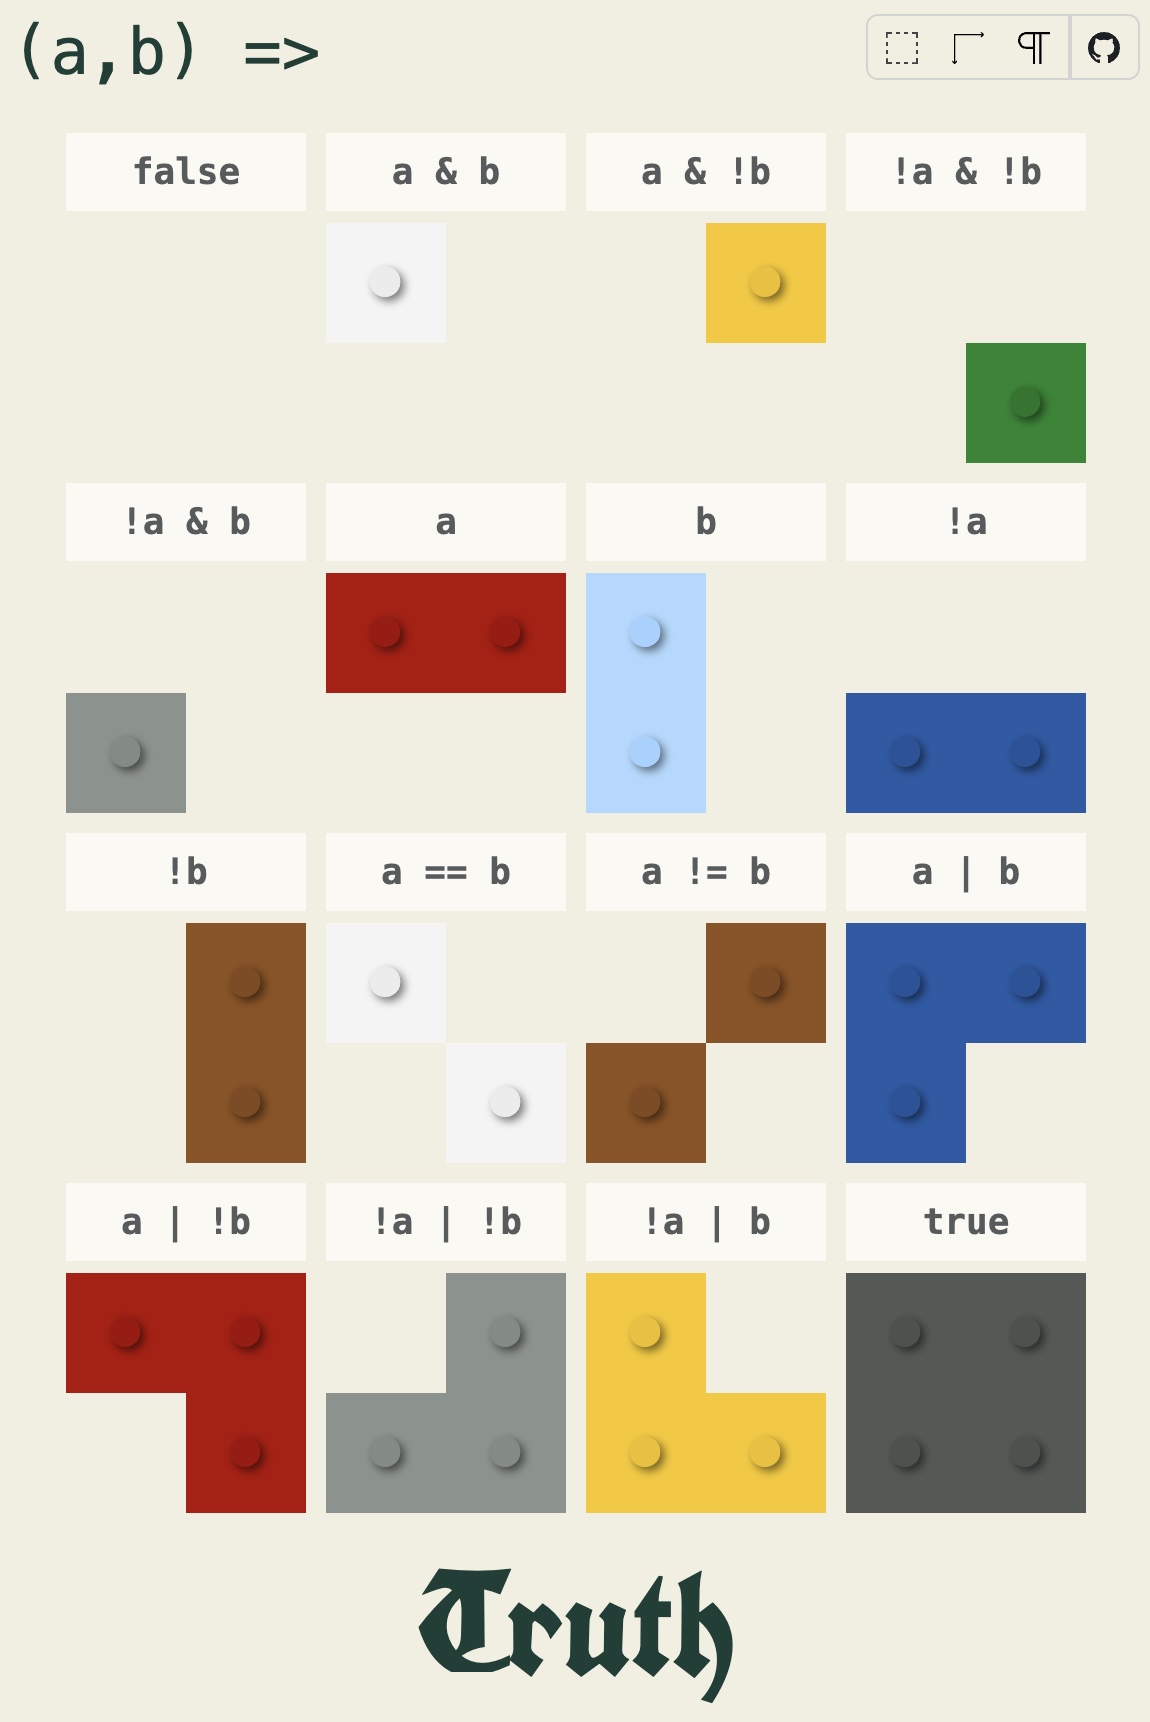 (a,b) =>
false
a & b
a & !b
!a & !b
!a & b
a
b
!a
!b
a == b
a != b
a | b
a | !b
!a | !b
!a | b
true
Truth